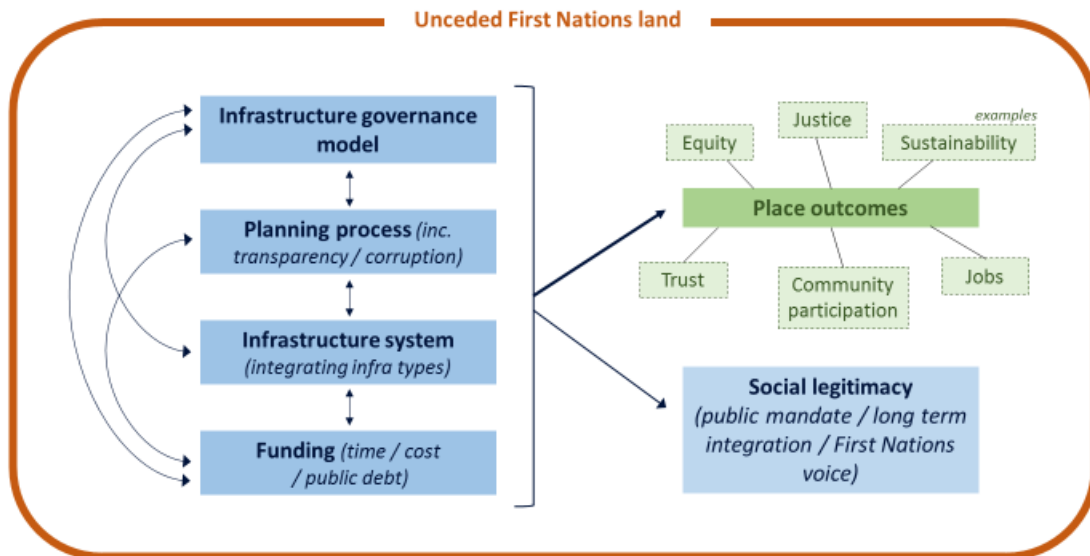 Unceded First Nations land
Infrastructure governance
model
Planning process (inc.
transparency / corruption)
Infrastructure system
(integrating infra types)
Funding (time / cost
/ public debt)
examples
Justice
Equity
Sustainability
Place outcomes
Trust
Community
participation
Jobs
Social legitimacy
(public mandate / long term
integration / First Nations
voice)